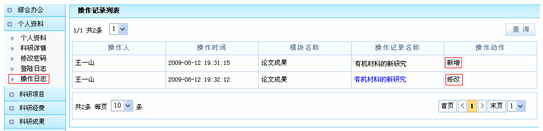 综合办公
个人资料
个人资料
科研详情
修改密码
登陆日志
操作日志
科研项目
科研经费
科研成果
操作记录列表
1/1 共2条 1 查 询
操作人 操作时间 模块名称 操作记录名称 操作动作
王一山 2009-08-12 19:31:15 论文成果 有机材料的新研究 新增
王一山 2009-08-12 19:32:12 论文成果 有机材料的新研究 修改
共2条 每页 10 条 首页 < 1 > 末页 1